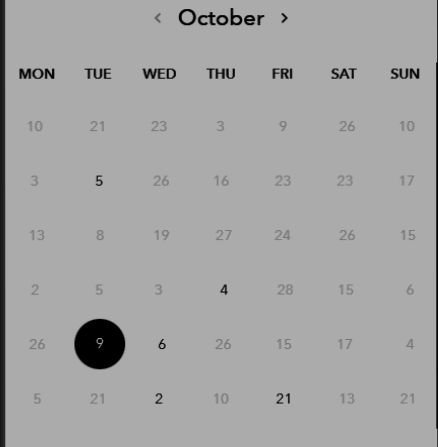 ‹ October ›
MON TUE WED THU FRI SAT SUN
10 21 23 3 9 26 10
3 5 26 16 23 23 17
13 8 19 27 24 26 15
2 5 3 4 28 15 6
26 9 6 26 15 17 4
5 21 2 10 21 13 21